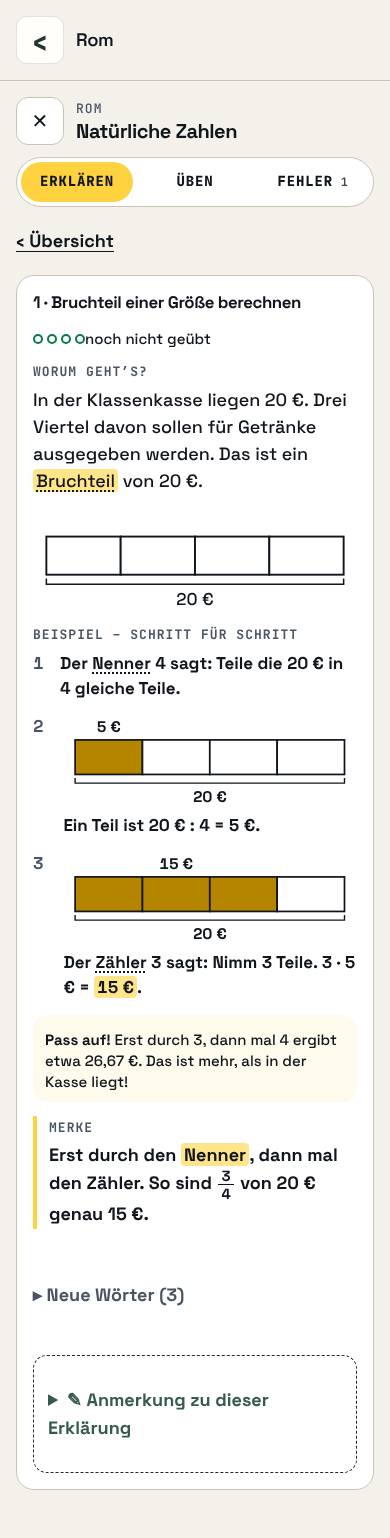 < Rom
✕ ROM
Natürliche Zahlen
ERKLÄREN ÜBEN FEHLER 1
< Übersicht
1 · Bruchteil einer Größe berechnen
noch nicht geübt
WORUM GEHT'S?
In der Klassenkasse liegen 20 €. Drei
Viertel davon sollen für Getränke
ausgegeben werden. Das ist ein
Bruchteil von 20 €.
20 €
BEISPIEL – SCHRITT FÜR SCHRITT
1 Der Nenner 4 sagt: Teile die 20 € in
4 gleiche Teile.
2 5 €
20 €
Ein Teil ist 20 € : 4 = 5 €.
3 15 €
20 €
Der Zähler 3 sagt: Nimm 3 Teile. 3 · 5
€ = 15 €.
Pass auf! Erst durch 3, dann mal 4 ergibt
etwa 26,67 €. Das ist mehr, als in der
Kasse liegt!
MERKE
Erst durch den Nenner, dann mal
den Zähler. So sind 3/4 von 20 €
genau 15 €.
▸ Neue Wörter (3)
▸ ✎ Anmerkung zu dieser
Erklärung